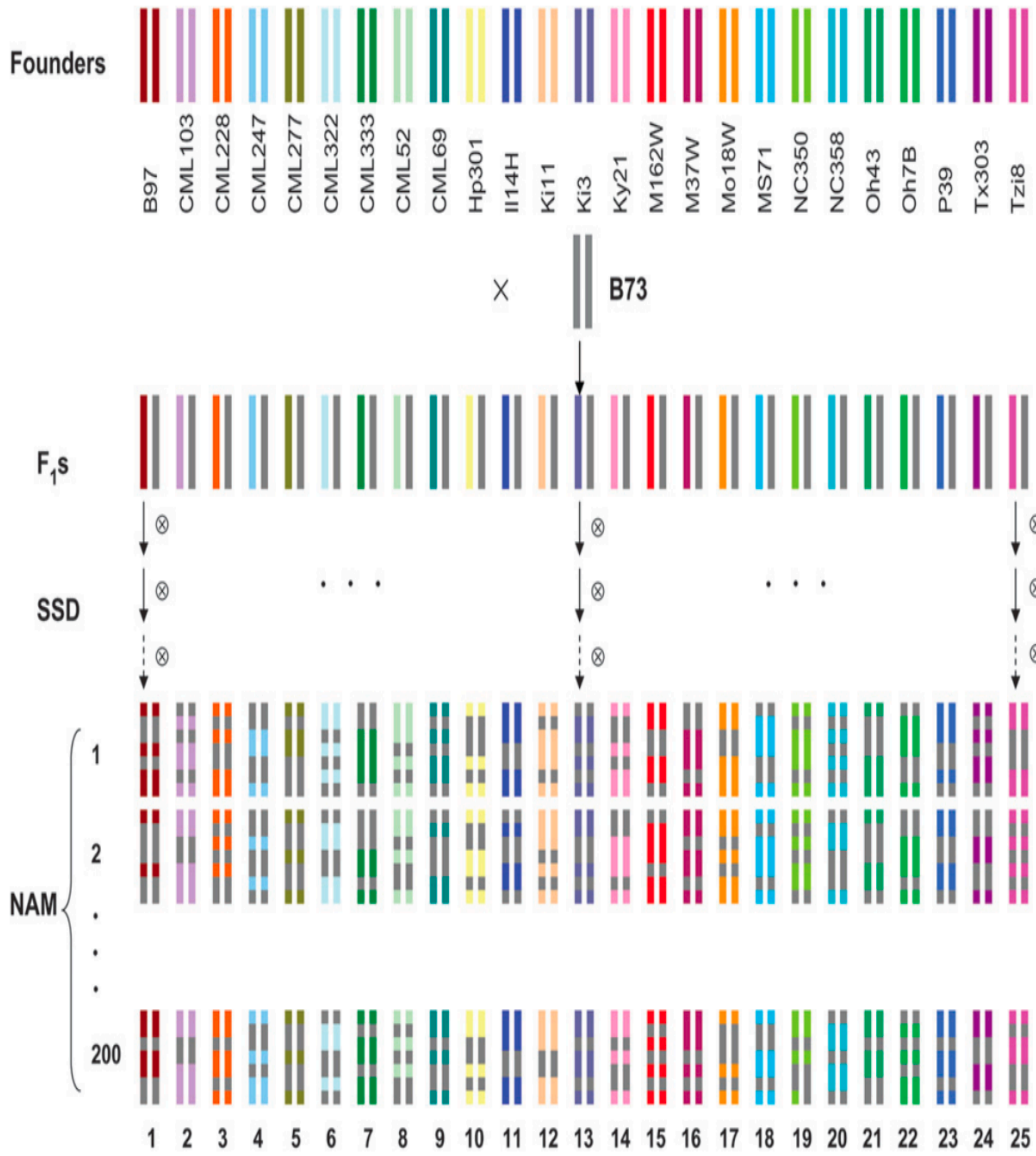 Founders
B97
CML103
CML228
CML247
CML277
CML322
CML333
CML52
CML69
Hp301
Il14H
Ki11
Ki3
Ky21
M162W
M37W
Mo18W
MS71
NC350
NC358
Oh43
Oh7B
P39
Tx303
Tzi8
× B73
F₁s
SSD
1
2
NAM
200
1 2 3 4 5 6 7 8 9 10 11 12 13 14 15 16 17 18 19 20 21 22 23 24 25